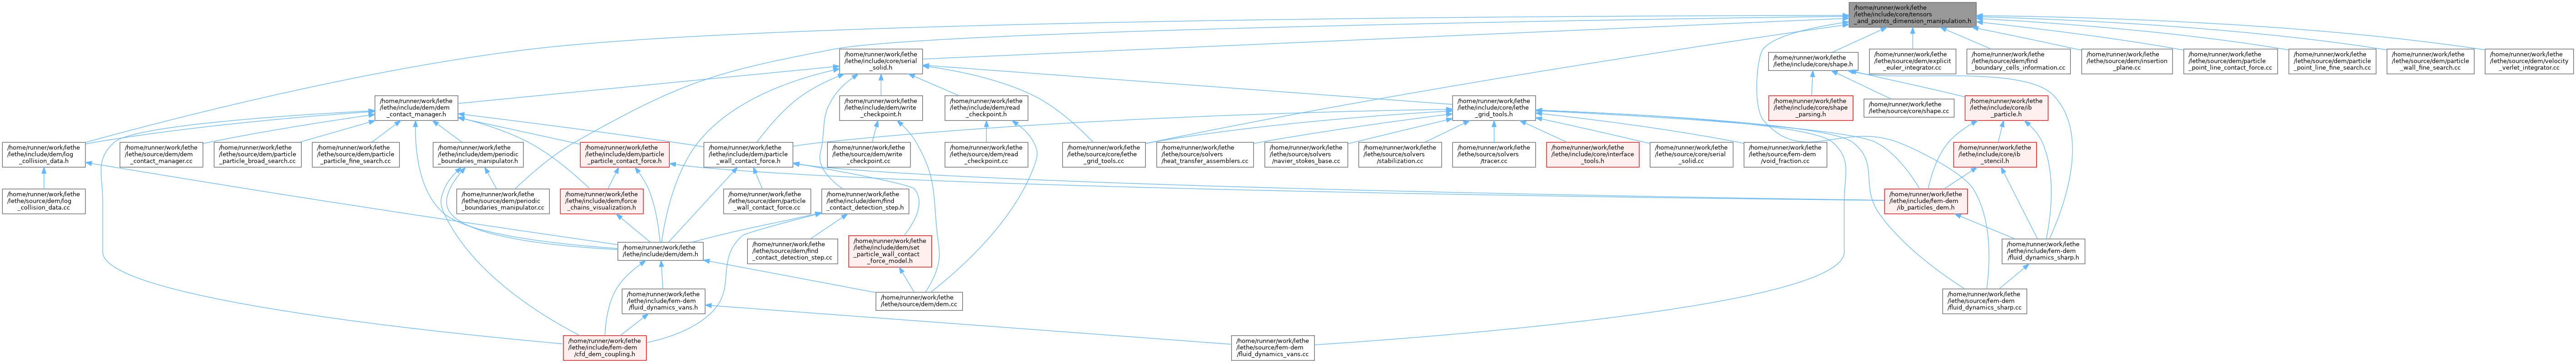 /home/runner/work/lethe
/lethe/include/core/tensors
_and_points_dimension_manipulation.h
/home/runner/work/lethe
/lethe/include/core/serial
_solid.h
/home/runner/work/lethe
/lethe/include/core/shape.h
/home/runner/work/lethe
/lethe/source/dem/explicit
_euler_integrator.cc
/home/runner/work/lethe
/lethe/source/dem/find
_boundary_cells_information.cc
/home/runner/work/lethe
/lethe/source/dem/insertion
_plane.cc
/home/runner/work/lethe
/lethe/source/dem/particle
_point_line_contact_force.cc
/home/runner/work/lethe
/lethe/source/dem/particle
_point_line_fine_search.cc
/home/runner/work/lethe
/lethe/source/dem/particle
_wall_fine_search.cc
/home/runner/work/lethe
/lethe/source/dem/velocity
_verlet_integrator.cc
/home/runner/work/lethe
/lethe/include/dem/dem
_contact_manager.h
/home/runner/work/lethe
/lethe/include/dem/write
_checkpoint.h
/home/runner/work/lethe
/lethe/include/dem/read
_checkpoint.h
/home/runner/work/lethe
/lethe/include/core/lethe
_grid_tools.h
/home/runner/work/lethe
/lethe/include/core/shape
_parsing.h
/home/runner/work/lethe
/lethe/source/core/shape.cc
/home/runner/work/lethe
/lethe/include/core/ib
_particle.h
/home/runner/work/lethe
/lethe/include/dem/log
_collision_data.h
/home/runner/work/lethe
/lethe/source/dem/dem
_contact_manager.cc
/home/runner/work/lethe
/lethe/source/dem/particle
_particle_broad_search.cc
/home/runner/work/lethe
/lethe/source/dem/particle
_particle_fine_search.cc
/home/runner/work/lethe
/lethe/include/dem/periodic
_boundaries_manipulator.h
/home/runner/work/lethe
/lethe/include/dem/particle
_particle_contact_force.h
/home/runner/work/lethe
/lethe/include/dem/particle
_wall_contact_force.h
/home/runner/work/lethe
/lethe/source/dem/write
_checkpoint.cc
/home/runner/work/lethe
/lethe/source/dem/read
_checkpoint.cc
/home/runner/work/lethe
/lethe/source/core/lethe
_grid_tools.cc
/home/runner/work/lethe
/lethe/source/solvers
/heat_transfer_assemblers.cc
/home/runner/work/lethe
/lethe/source/solvers
/navier_stokes_base.cc
/home/runner/work/lethe
/lethe/source/solvers
/stabilization.cc
/home/runner/work/lethe
/lethe/source/solvers
/tracer.cc
/home/runner/work/lethe
/lethe/include/core/interface
_tools.h
/home/runner/work/lethe
/lethe/source/core/serial
_solid.cc
/home/runner/work/lethe
/lethe/source/fem-dem
/void_fraction.cc
/home/runner/work/lethe
/lethe/include/core/ib
_stencil.h
/home/runner/work/lethe
/lethe/source/dem/log
_collision_data.cc
/home/runner/work/lethe
/lethe/source/dem/periodic
_boundaries_manipulator.cc
/home/runner/work/lethe
/lethe/include/dem/force
_chains_visualization.h
/home/runner/work/lethe
/lethe/source/dem/particle
_wall_contact_force.cc
/home/runner/work/lethe
/lethe/include/dem/find
_contact_detection_step.h
/home/runner/work/lethe
/lethe/include/fem-dem
/ib_particles_dem.h
/home/runner/work/lethe
/lethe/include/dem/dem.h
/home/runner/work/lethe
/lethe/source/dem/find
_contact_detection_step.cc
/home/runner/work/lethe
/lethe/include/dem/set
_particle_wall_contact
_force_model.h
/home/runner/work/lethe
/lethe/include/fem-dem
/fluid_dynamics_sharp.h
/home/runner/work/lethe
/lethe/include/fem-dem
/fluid_dynamics_vans.h
/home/runner/work/lethe
/lethe/source/dem/dem.cc
/home/runner/work/lethe
/lethe/source/fem-dem
/fluid_dynamics_sharp.cc
/home/runner/work/lethe
/lethe/include/fem-dem
/cfd_dem_coupling.h
/home/runner/work/lethe
/lethe/source/fem-dem
/fluid_dynamics_vans.cc